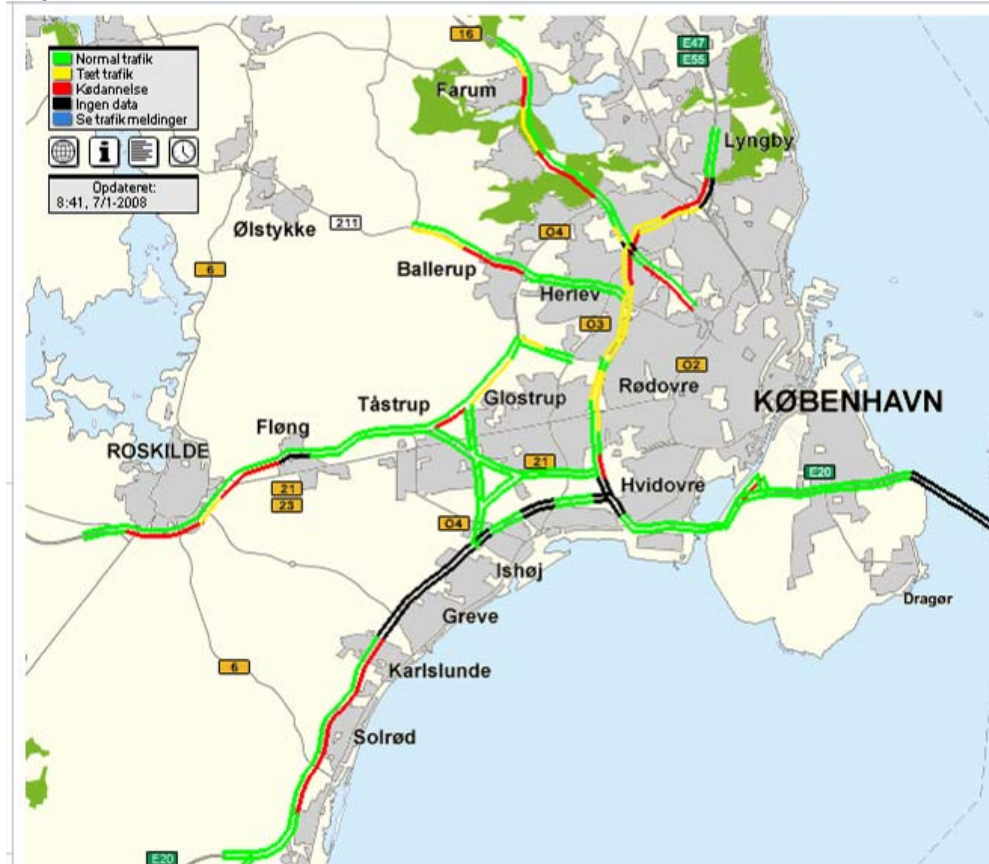 16
E47
E55
Normal trafik
Tæt trafik
Kødannelse
Ingen data
Se trafik meldinger
Opdateret:
8:41, 7/1-2008
Farum
Lyngby
Ølstykke
211
O4
6
Ballerup
Herlev
O3
O2
Rødovre
Tåstrup
Glostrup
KØBENHAVN
Fløng
ROSKILDE
21
E20
21
23
Hvidovre
O4
Ishøj
Dragør
Greve
6
Karlslunde
Solrød
E20